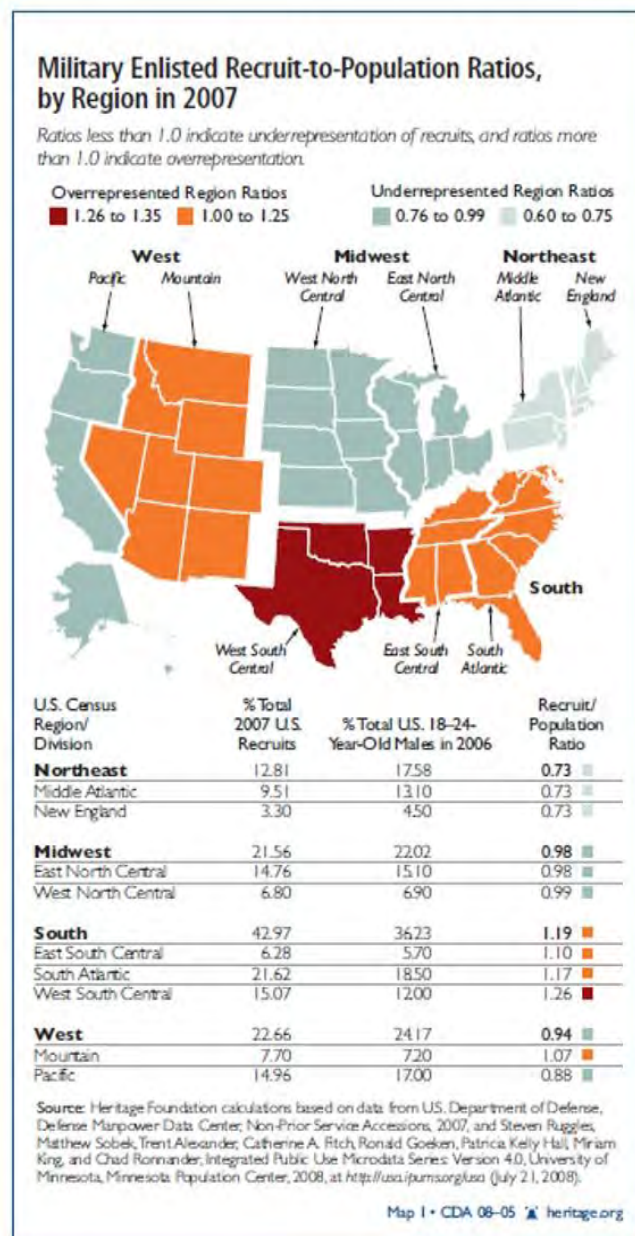 Military Enlisted Recruit-to-Population Ratios,
by Region in 2007
Ratios less than 1.0 indicate underrepresentation of recruits, and ratios more
than 1.0 indicate overrepresentation.
Overrepresented Region Ratios
1.26 to 1.35 1.00 to 1.25
Underrepresented Region Ratios
0.76 to 0.99 0.60 to 0.75
West Midwest Northeast
Pacific Mountain West North Central East North Central Middle Atlantic New England
South
West South Central East South Central South Atlantic
U.S. Census Region/ Division % Total 2007 U.S. Recruits % Total U.S. 18–24-Year-Old Males in 2006 Recruit/ Population Ratio
Northeast 12.81 17.58 0.73
Middle Atlantic 9.51 13.10 0.73
New England 3.30 4.50 0.73
Midwest 21.56 22.02 0.98
East North Central 14.76 15.10 0.98
West North Central 6.80 6.90 0.99
South 42.97 36.23 1.19
East South Central 6.28 5.70 1.10
South Atlantic 21.62 18.50 1.17
West South Central 15.07 12.00 1.26
West 22.66 24.17 0.94
Mountain 7.70 7.20 1.07
Pacific 14.96 17.00 0.88
Source: Heritage Foundation calculations based on data from U.S. Department of Defense,
Defense Manpower Data Center, Non-Prior Service Accessions, 2007, and Steven Ruggles,
Matthew Sobek, Trent Alexander, Catherine A. Fitch, Ronald Goeken, Patricia Kelly Hall, Miriam
King, and Chad Ronnander, Integrated Public Use Microdata Series: Version 4.0, University of
Minnesota, Minnesota Population Center, 2008, at http://usa.ipums.org/usa (July 21, 2008).
Map 1 • CDA 08–05 heritage.org